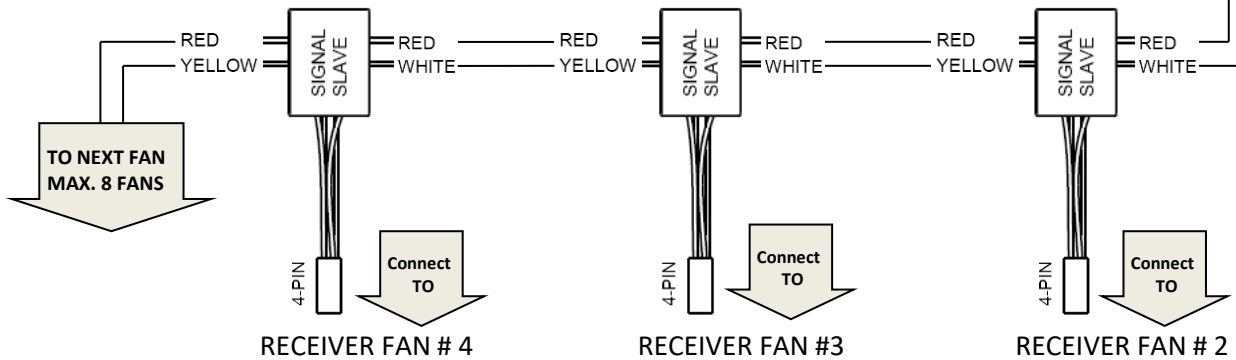 RED
YELLOW
SIGNAL
SLAVE
RED
WHITE
RED
YELLOW
SIGNAL
SLAVE
RED
WHITE
RED
YELLOW
SIGNAL
SLAVE
RED
WHITE
TO NEXT FAN
MAX. 8 FANS
4-PIN
Connect
TO
4-PIN
Connect
TO
4-PIN
Connect
TO
RECEIVER FAN # 4
RECEIVER FAN #3
RECEIVER FAN # 2